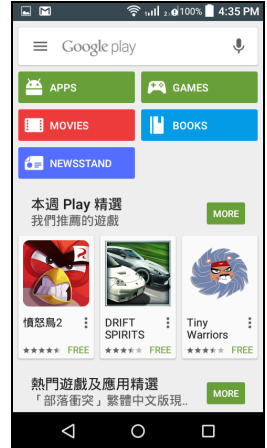 100% 4:35 PM
Google play
APPS
GAMES
MOVIES
BOOKS
NEWSSTAND
本週 Play 精選
我們推薦的遊戲
MORE
憤怒鳥2
FREE
DRIFT
SPIRITS
FREE
Tiny
Warriors
FREE
熱門遊戲及應用精選
「部落衝突」繁體中文版現..
MORE